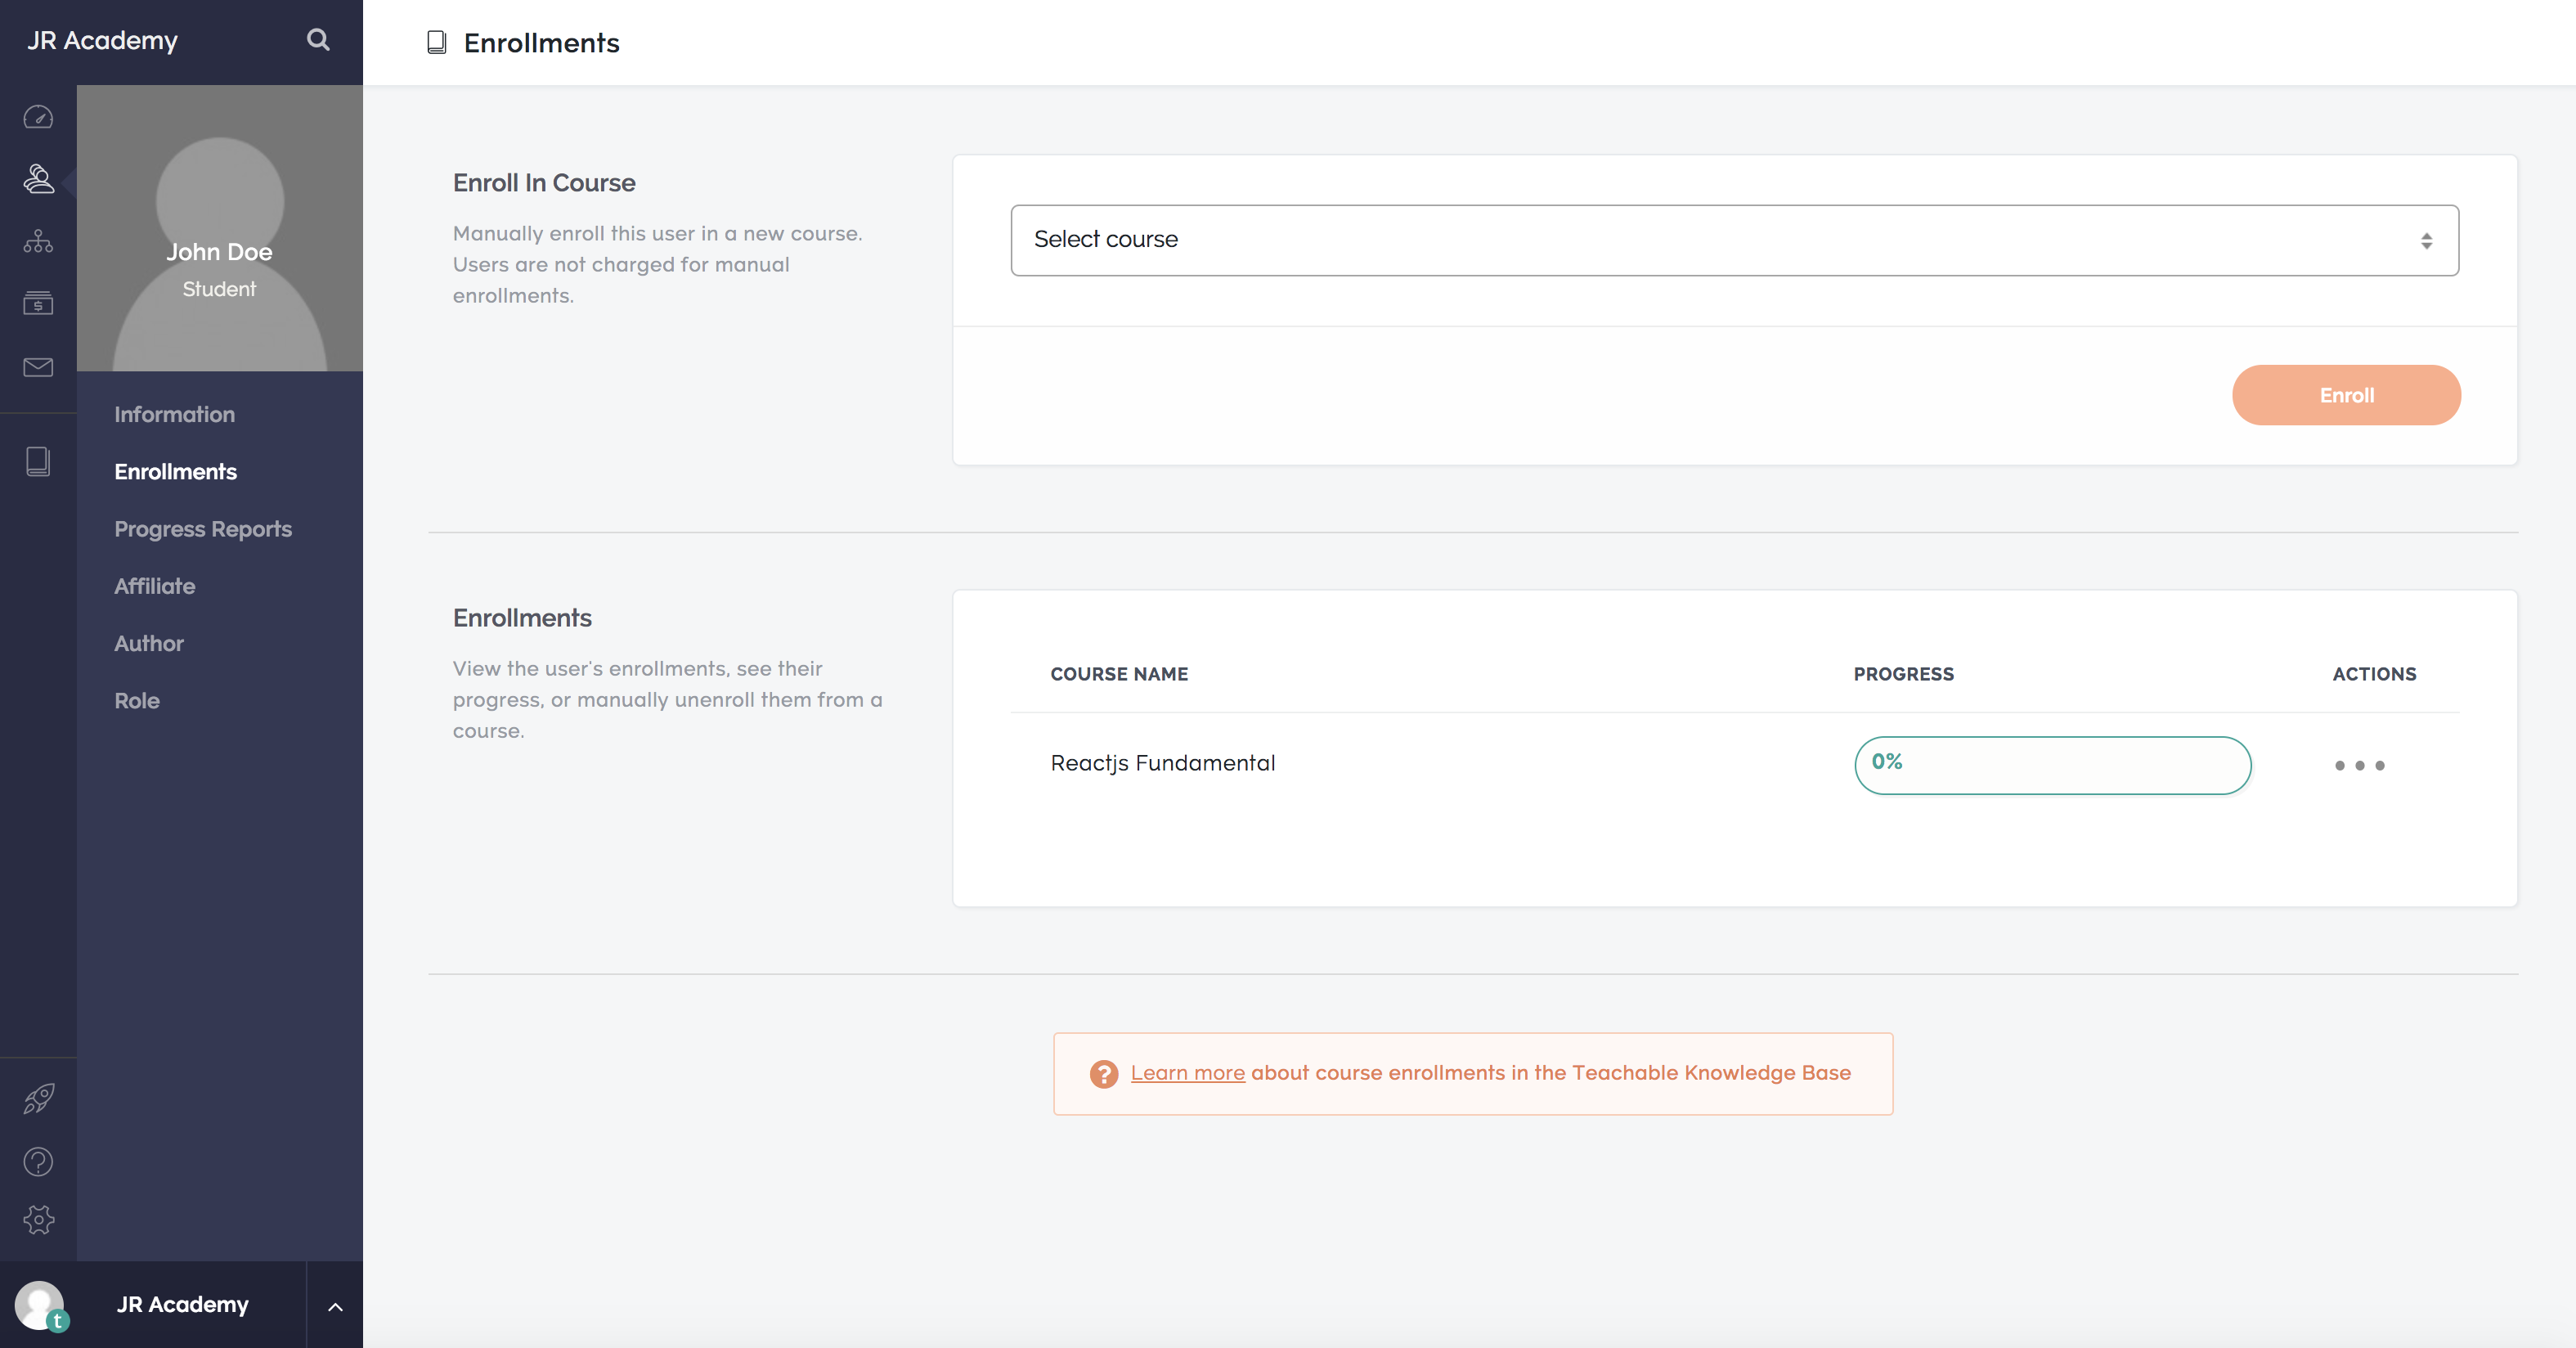 JR Academy
Enrollments
John Doe
Student
Information
Enrollments
Progress Reports
Affiliate
Author
Role
JR Academy
t
Enroll In Course
Manually enroll this user in a new course.
Users are not charged for manual
enrollments.
Select course
Enroll
Enrollments
View the user's enrollments, see their
progress, or manually unenroll them from a
course.
COURSE NAME PROGRESS ACTIONS
Reactjs Fundamental 0%
? Learn more about course enrollments in the Teachable Knowledge Base